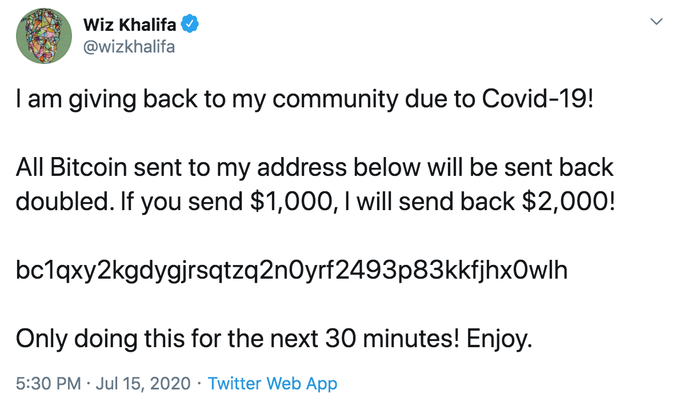 Wiz Khalifa
@wizkhalifa
I am giving back to my community due to Covid-19!
All Bitcoin sent to my address below will be sent back
doubled. If you send $1,000, I will send back $2,000!
bc1qxy2kgdygjrsqtzq2n0yrf2493p83kkfjhx0wlh
Only doing this for the next 30 minutes! Enjoy.
5:30 PM · Jul 15, 2020 · Twitter Web App